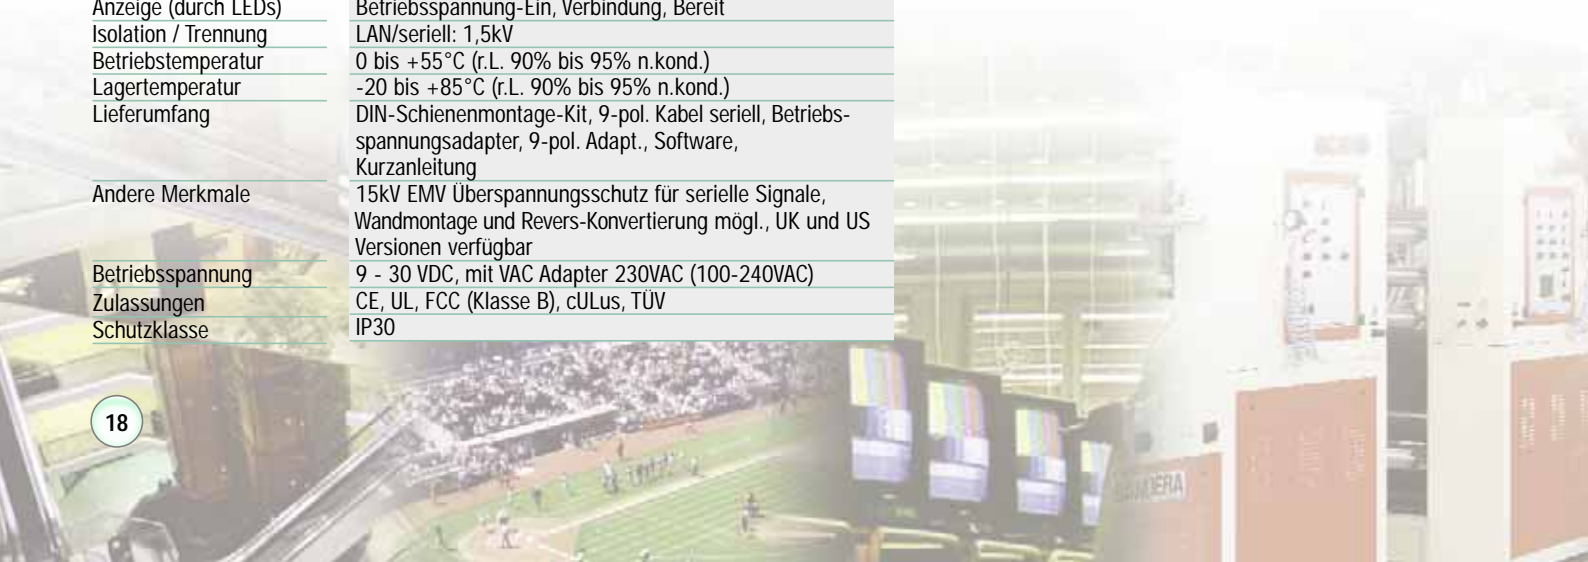 Anzeige (durch LEDs) Betriebsspannung-Ein, Verbindung, Bereit
Isolation / Trennung LAN/seriell: 1,5kV
Betriebstemperatur 0 bis +55°C (r.L. 90% bis 95% n.kond.)
Lagertemperatur -20 bis +85°C (r.L. 90% bis 95% n.kond.)
Lieferumfang DIN-Schienenmontage-Kit, 9-pol. Kabel seriell, Betriebs-
spannungsadapter, 9-pol. Adapt., Software,
Kurzanleitung
Andere Merkmale 15kV EMV Überspannungsschutz für serielle Signale,
Wandmontage und Revers-Konvertierung mögl., UK und US
Versionen verfügbar
Betriebsspannung 9 - 30 VDC, mit VAC Adapter 230VAC (100-240VAC)
Zulassungen CE, UL, FCC (Klasse B), cULus, TÜV
Schutzklasse IP30
18